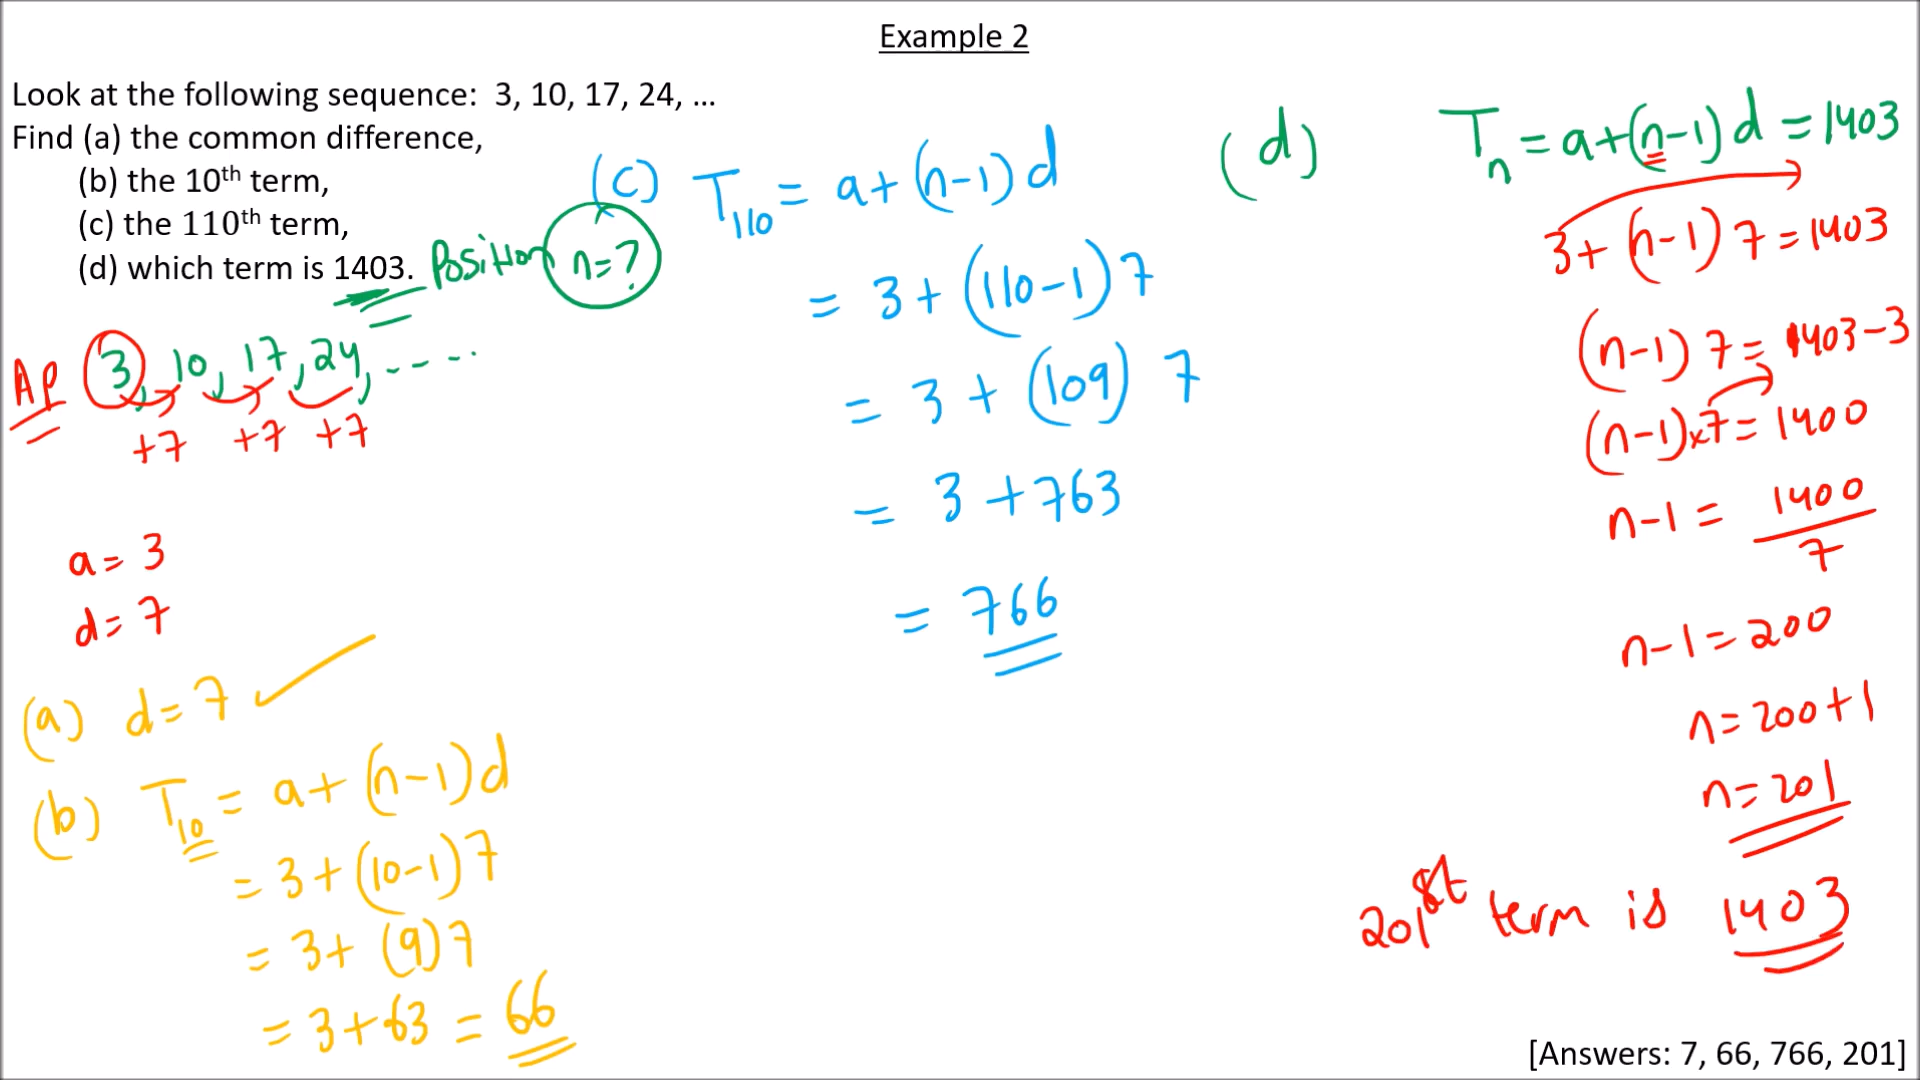 Example 2
Look at the following sequence: 3, 10, 17, 24, ...
Find (a) the common difference,
(b) the 10th term,
(c) the 110th term,
(d) which term is 1403. Position n=?
AP 3, 10, 17, 24, - - - -
+7 +7 +7
a = 3
d = 7
(a) d = 7 ✓
(b) T10 = a + (n-1)d
= 3 + (10-1)7
= 3 + (9)7
= 3 + 63 = 66
(c) T110 = a + (n-1)d
= 3 + (110-1)7
= 3 + (109) 7
= 3 + 763
= 766
(d) Tn = a + (n-1)d = 1403
3 + (n-1) 7 = 1403
(n-1) 7 = 1403-3
(n-1)×7 = 1400
n-1 = 1400/7
n-1 = 200
n = 200+1
n = 201
201st term is 1403
[Answers: 7, 66, 766, 201]